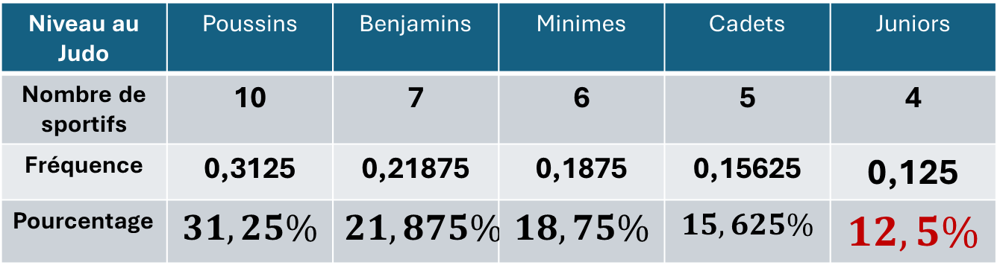 Niveau au Judo Poussins Benjamins Minimes Cadets Juniors
Nombre de sportifs 10 7 6 5 4
Fréquence 0,3125 0,21875 0,1875 0,15625 0,125
Pourcentage 31,25% 21,875% 18,75% 15,625% 12,5%